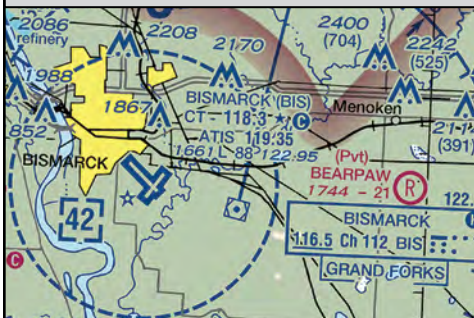 2086
refinery
2208
2400
(704)
2242
(525)
2170
1988
1867
BISMARCK (BIS)
CT - 118.3 ★ C
ATIS 119.35
1661 L 88 122.95
Menoken
852
BISMARCK
(391)
(Pvt)
BEARPAW
1744 - 21
R
122.
42
BISMARCK
116.5 Ch 112 BIS
GRAND FORKS
C